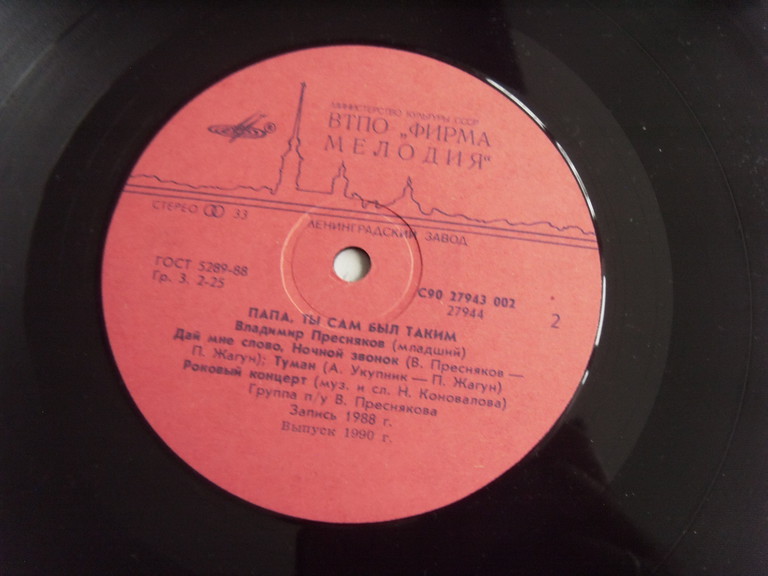 МИНИСТЕРСТВО КУЛЬТУРЫ СССР
ВТПО „ФИРМА
МЕЛОДИЯ"
СТЕРЕО 33
ЛЕНИНГРАДСКИЙ ЗАВОД
ГОСТ 5289-88
Гр. 3. 2-25
С90 27943 002
27944
2
ПАПА, ТЫ САМ БЫЛ ТАКИМ
Владимир Пресняков (младший)
Дай мне слово, Ночной звонок (В. Пресняков —
П. Жагун); Туман (А. Укупник — П. Жагун)
Роковый концерт (муз. и сл. Н. Коновалова)
Группа п/у В. Преснякова
Запись 1988 г.
Выпуск 1990 г.